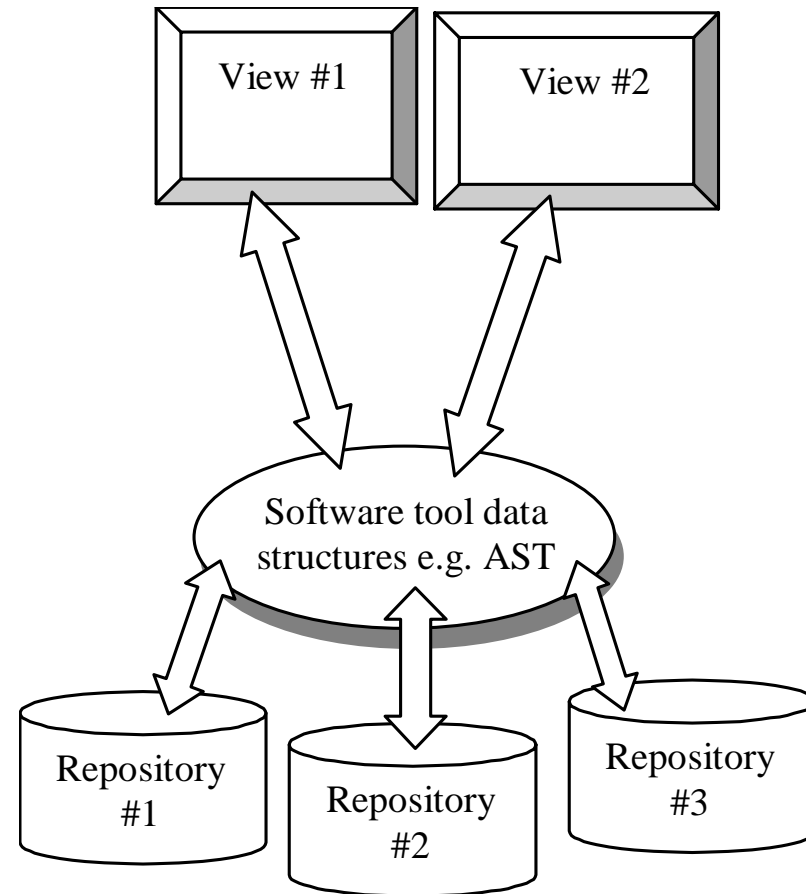 View #1
View #2
Software tool data
structures e.g. AST
Repository
#1
Repository
#2
Repository
#3